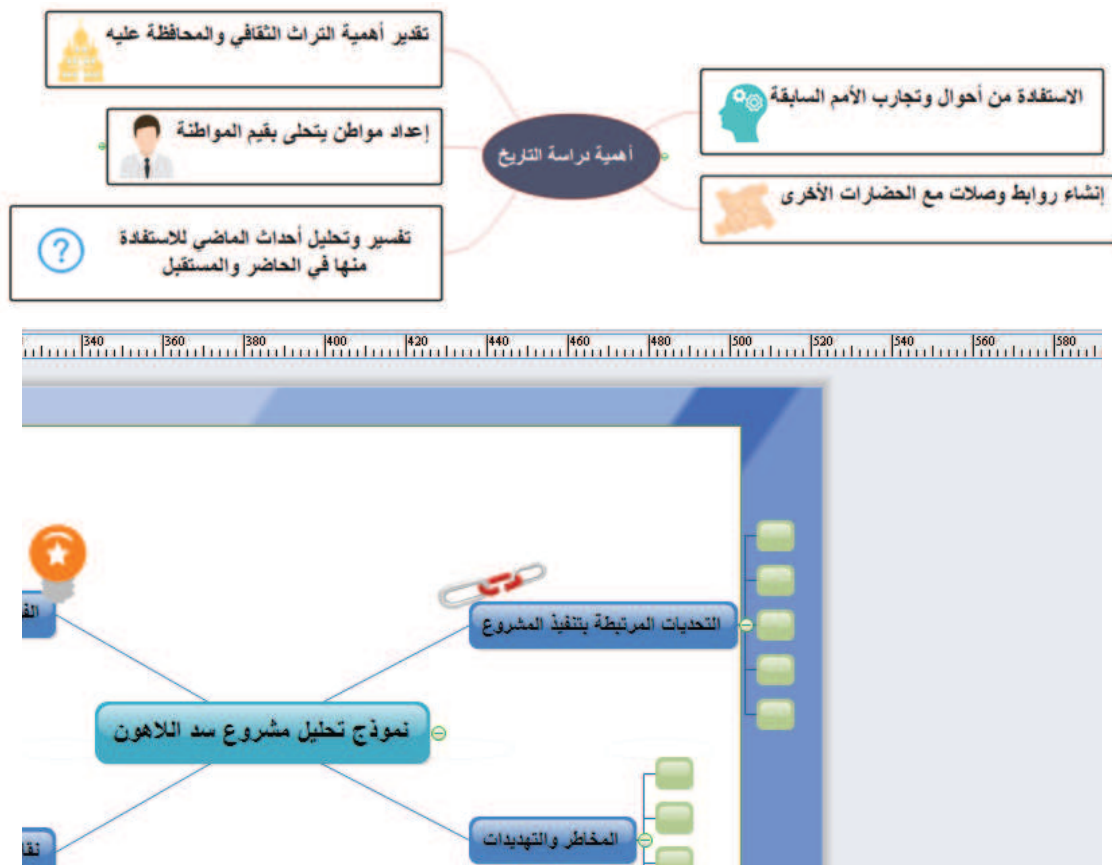 تقدير أهمية التراث الثقافي والمحافظة عليه
الاستفادة من أحوال وتجارب الأمم السابقة
إعداد مواطن يتحلى بقيم المواطنة
أهمية دراسة التاريخ
إنشاء روابط وصلات مع الحضارات الأخرى
تفسير وتحليل أحداث الماضي للاستفادة
منها في الحاضر والمستقبل
?
340 360 380 400 420 440 460 480 500 520 540 560 580
التحديات المرتبطة بتنفيذ المشروع
نموذج تحليل مشروع سد اللاهون
المخاطر والتهديدات